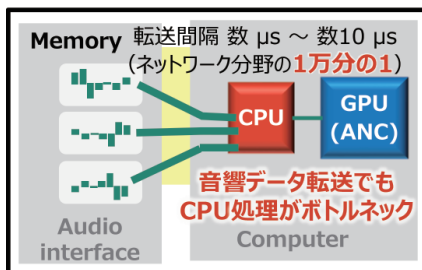 Memory
転送間隔 数 μs ～ 数10 μs
（ネットワーク分野の1万分の1）
CPU
GPU
(ANC)
音響データ転送でも
CPU処理がボトルネック
Audio
interface
Computer